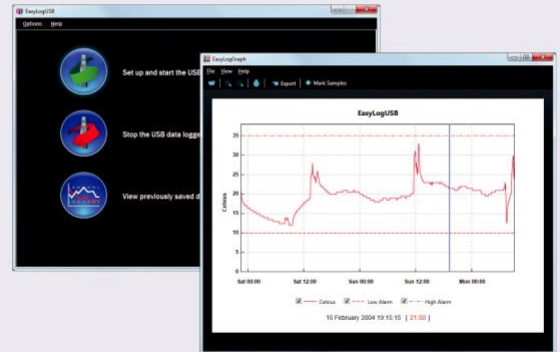 EasyLogUSB
Options Help
Set up and start the USB
Stop the USB data logge
View previously saved d
EasyLogGraph
File View Help
Export Mark Samples
EasyLogUSB
Celsius
35
30
25
20
15
10
5
0
Sat 00:00 Sat 12:00 Sun 00:00 Sun 12:00 Mon 00:00
Celsius Low Alarm High Alarm
15 February 2004 19:15:15 [ 21:50 ]